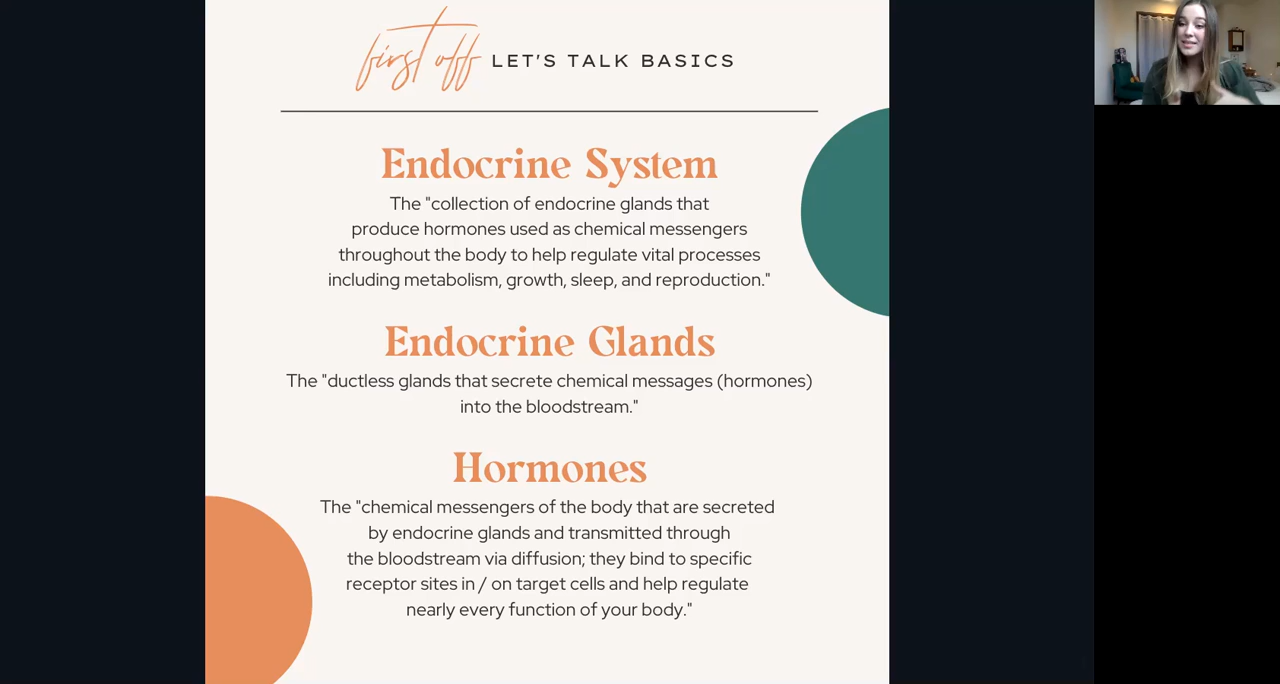 first off LET'S TALK BASICS
Endocrine System
The "collection of endocrine glands that
produce hormones used as chemical messengers
throughout the body to help regulate vital processes
including metabolism, growth, sleep, and reproduction."
Endocrine Glands
The "ductless glands that secrete chemical messages (hormones)
into the bloodstream."
Hormones
The "chemical messengers of the body that are secreted
by endocrine glands and transmitted through
the bloodstream via diffusion; they bind to specific
receptor sites in / on target cells and help regulate
nearly every function of your body."